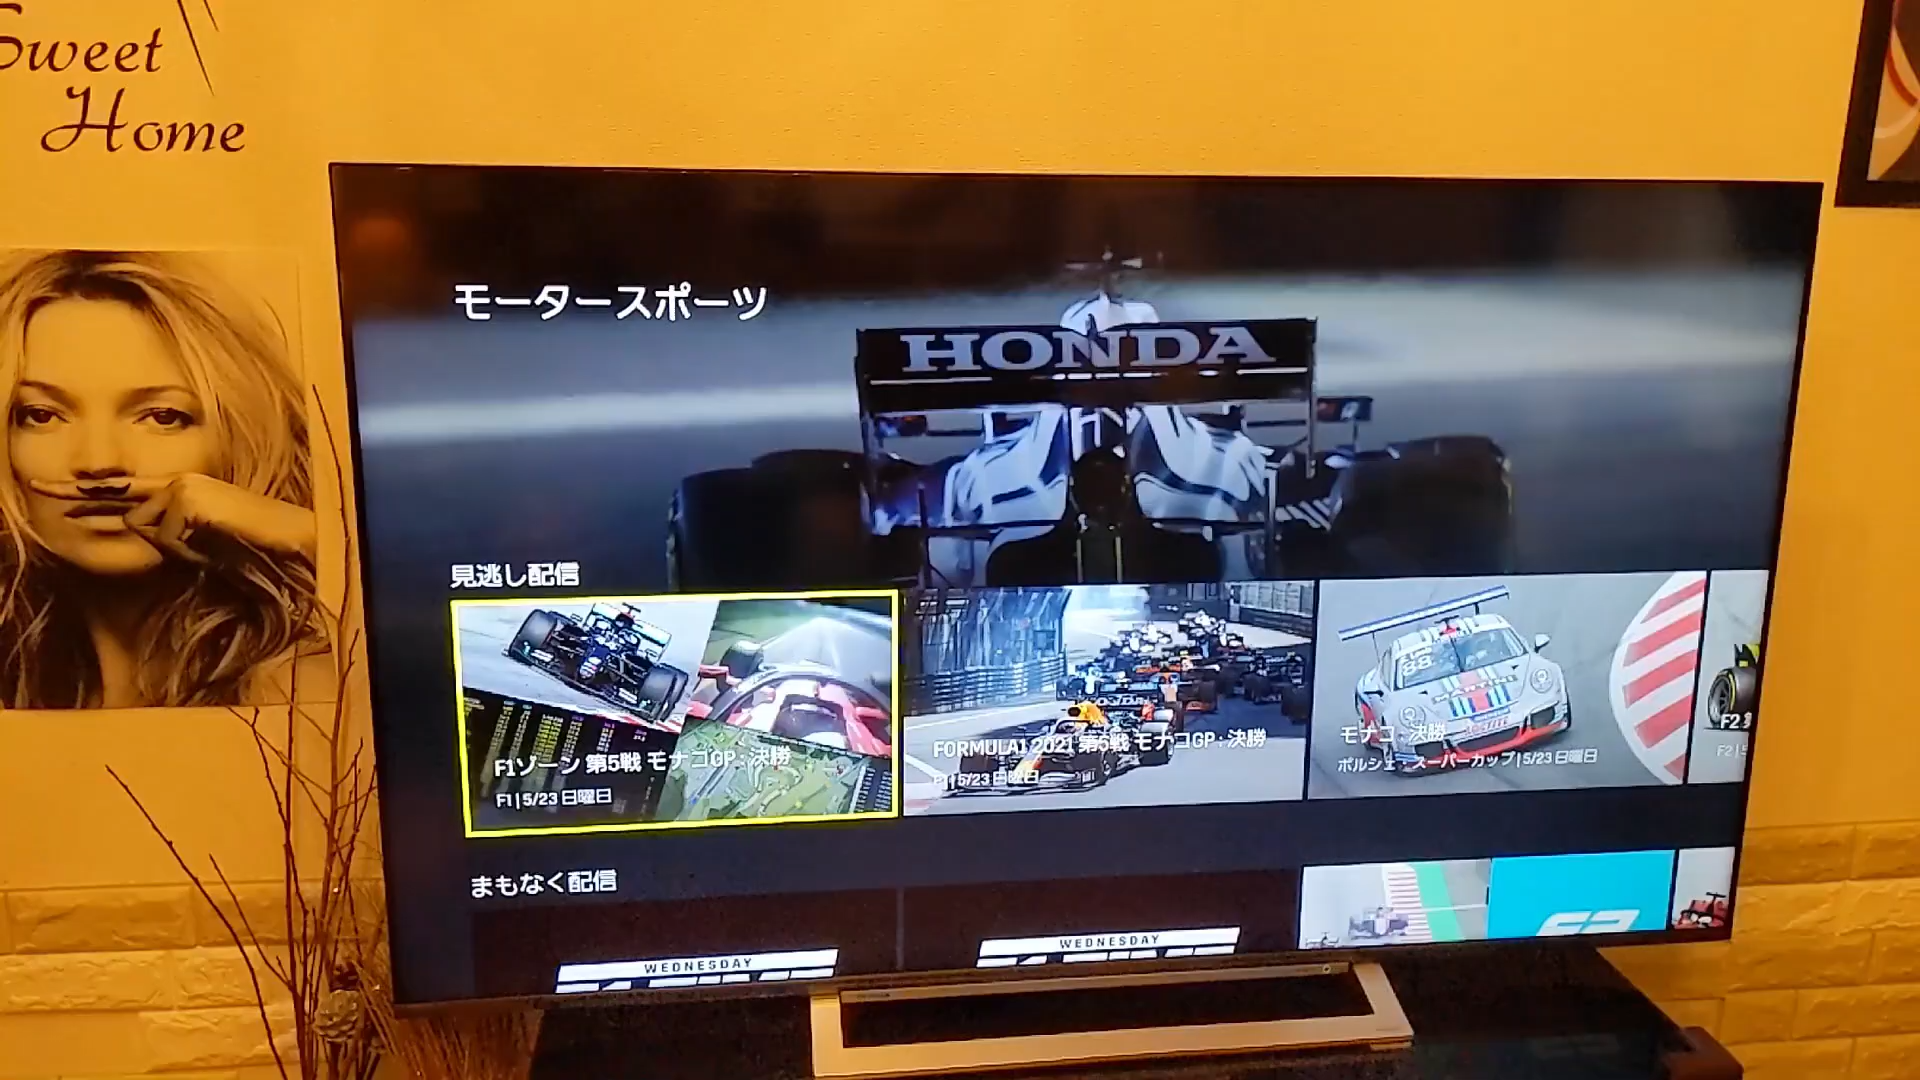 Sweet
Home
モータースポーツ
HONDA
見逃し配信
F1ゾーン 第5戦 モナコGP : 決勝
F1 | 5/23 日曜日
FORMULA1 2021 第5戦 モナコGP : 決勝
F1 | 5/23 日曜日
88
モナコ : 決勝
ポルシェ・スーパーカップ | 5/23 日曜日
F2
F2 | 5
まもなく配信
WEDNESDAY
WEDNESDAY